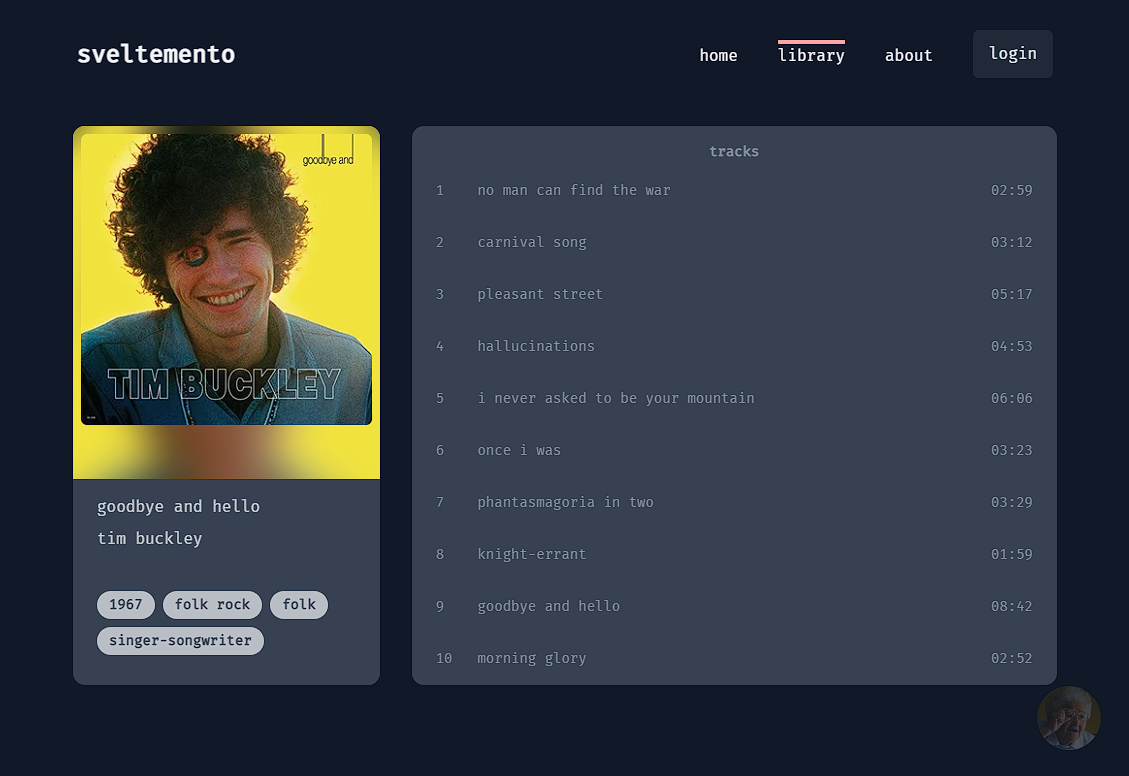 sveltemento
home library about login
goodbye and
TIM BUCKLEY
goodbye and hello
tim buckley
1967 folk rock folk
singer-songwriter
tracks
1 no man can find the war 02:59
2 carnival song 03:12
3 pleasant street 05:17
4 hallucinations 04:53
5 i never asked to be your mountain 06:06
6 once i was 03:23
7 phantasmagoria in two 03:29
8 knight-errant 01:59
9 goodbye and hello 08:42
10 morning glory 02:52